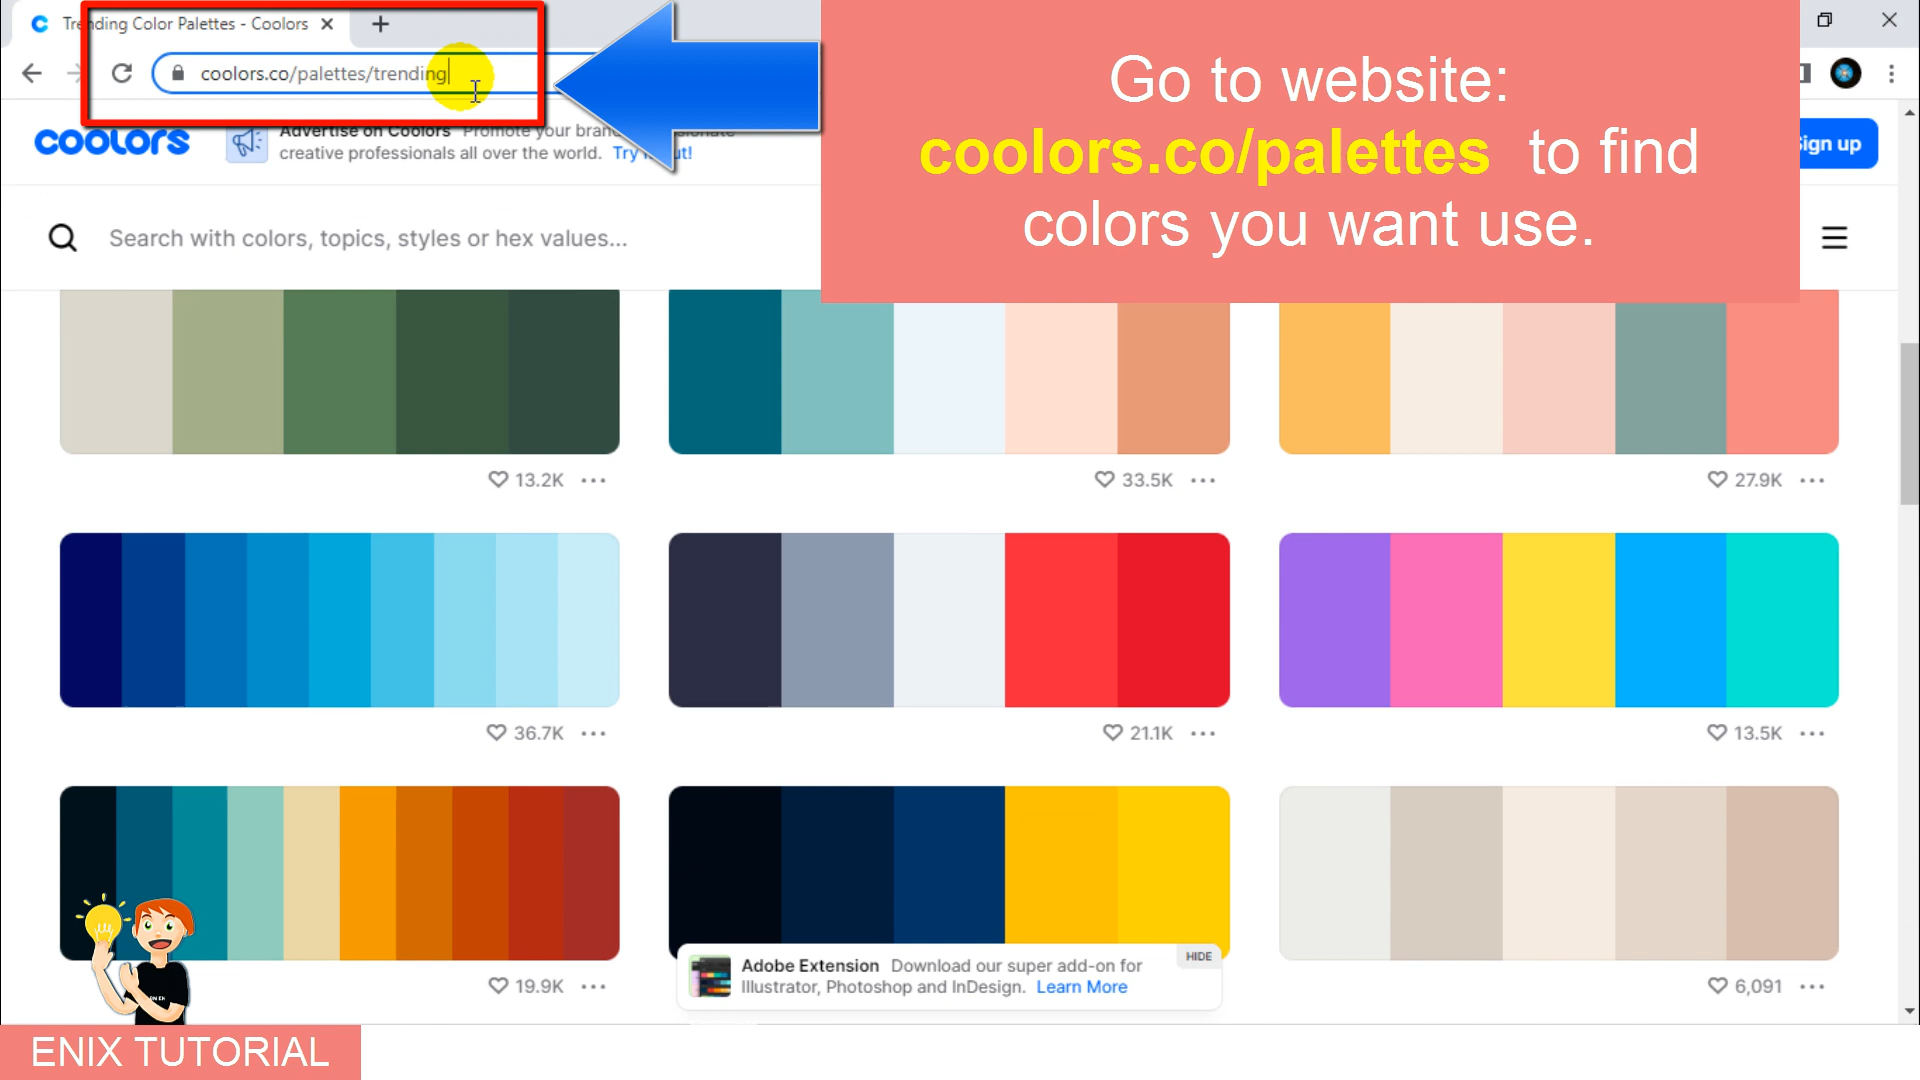 Trending Color Palettes - Coolors
coolors.co/palettes/trending
Go to website:
coolors.co/palettes to find
colors you want use.
coolors
Advertise on Coolors Promote your
creative professionals all over the world. Try
Sign up
Search with colors, topics, styles or hex values...
13.2K
33.5K
27.9K
36.7K
21.1K
13.5K
Adobe Extension Download our super add-on for
Illustrator, Photoshop and InDesign. Learn More
HIDE
19.9K
6,091
ENIX TUTORIAL